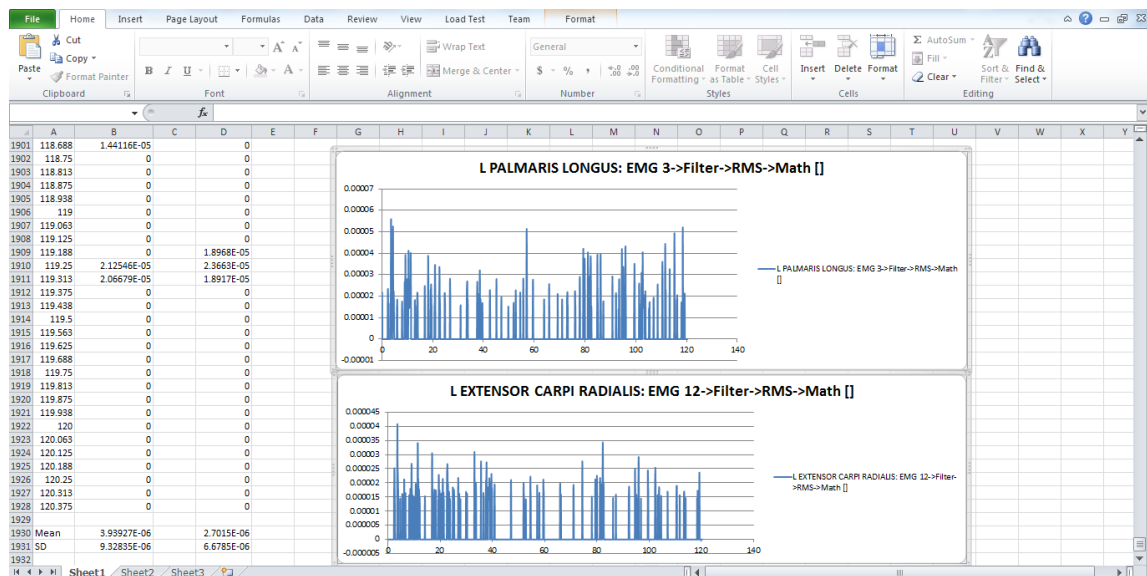 File Home Insert Page Layout Formulas Data Review View Load Test Team Format
Cut
Copy
Format Painter
Paste
Clipboard
B I U
A A
Font
Wrap Text
Merge & Center
Alignment
General
$ % , .0 .00 .00 .0
Number
Conditional Formatting
Format as Table
Cell Styles
Styles
Insert Delete Format
Cells
Σ AutoSum
Fill
Clear
Sort & Filter
Find & Select
Editing
fx
A B C D E F G H I J K L M N O P Q R S T U V W X Y
1901 118.688 1.44116E-05 0
1902 118.75 0 0
1903 118.813 0 0
1904 118.875 0 0
1905 118.938 0 0
1906 119 0 0
1907 119.063 0 0
1908 119.125 0 0
1909 119.188 0 1.8968E-05
1910 119.25 2.12546E-05 2.3663E-05
1911 119.313 2.06679E-05 1.8917E-05
1912 119.375 0 0
1913 119.438 0 0
1914 119.5 0 0
1915 119.563 0 0
1916 119.625 0 0
1917 119.688 0 0
1918 119.75 0 0
1919 119.813 0 0
1920 119.875 0 0
1921 119.938 0 0
1922 120 0 0
1923 120.063 0 0
1924 120.125 0 0
1925 120.188 0 0
1926 120.25 0 0
1927 120.313 0 0
1928 120.375 0 0
1929
1930 Mean 3.93927E-06 2.7015E-06
1931 SD 9.32835E-06 6.6785E-06
1932
L PALMARIS LONGUS: EMG 3->Filter->RMS->Math []
0.00007
0.00006
0.00005
0.00004
0.00003
0.00002
0.00001
0
-0.00001
0 20 40 60 80 100 120 140
L PALMARIS LONGUS: EMG 3->Filter->RMS->Math
[]
L EXTENSOR CARPI RADIALIS: EMG 12->Filter->RMS->Math []
0.000045
0.00004
0.000035
0.00003
0.000025
0.00002
0.000015
0.00001
0.000005
0
-0.000005
0 20 40 60 80 100 120 140
L EXTENSOR CARPI RADIALIS: EMG 12->Filter-
>RMS->Math []
Sheet1 Sheet2 Sheet3